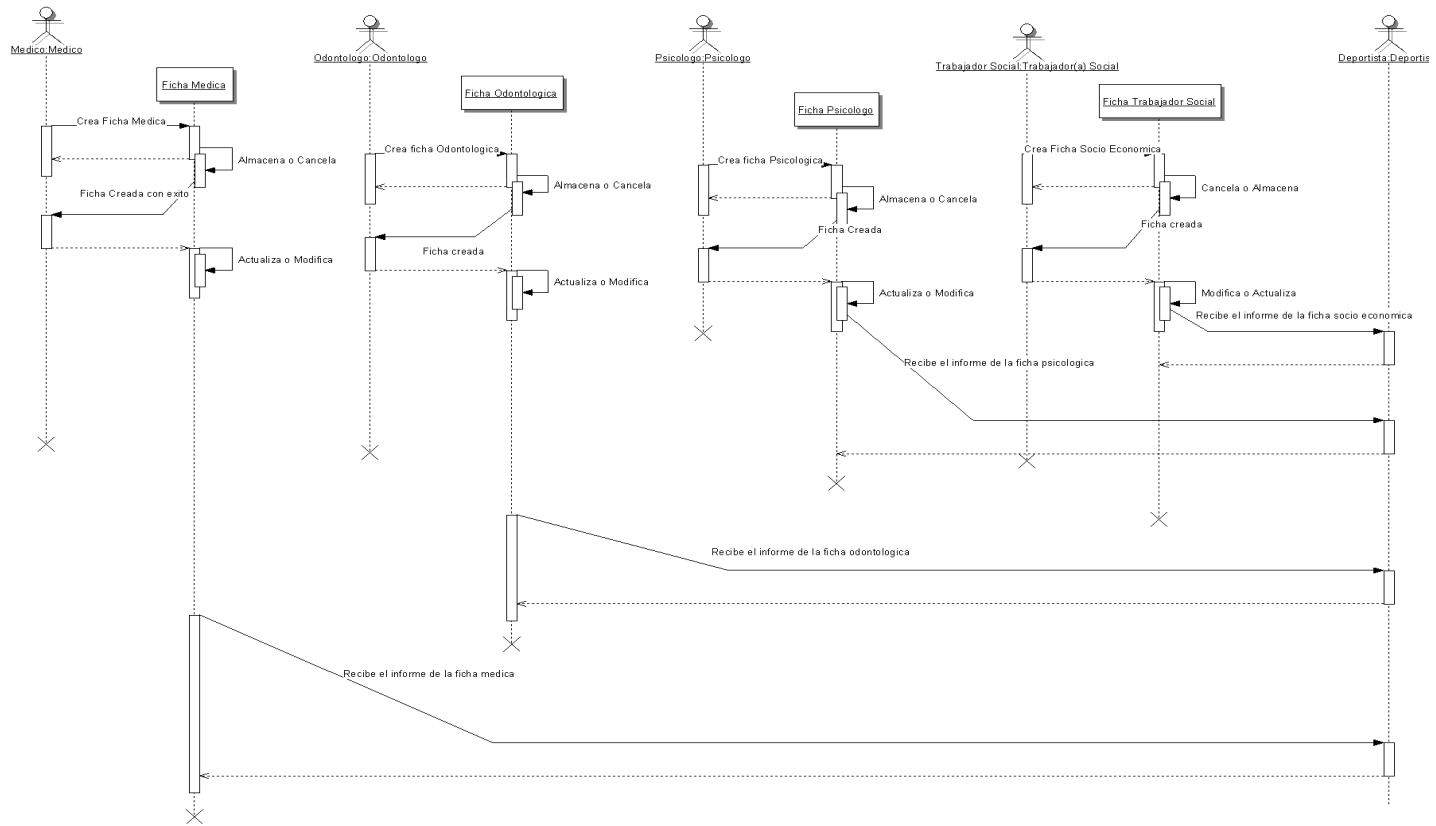 Medico:Medico
Odontologo:Odontologo
Psicologo:Psicologo
Trabajador Social:Trabajador(a) Social
Deportista:Deportis
Ficha Medica
Ficha Odontologica
Ficha Psicologo
Ficha Trabajador Social
Crea Ficha Medica
Almacena o Cancela
Ficha Creada con exito
Actualiza o Modifica
Crea ficha Odontologica
Almacena o Cancela
Ficha creada
Actualiza o Modifica
Crea ficha Psicologica
Almacena o Cancela
Ficha Creada
Actualiza o Modifica
Crea Ficha Socio Economica
Cancela o Almacena
Ficha creada
Modifica o Actualiza
Recibe el informe de la ficha socio economica
Recibe el informe de la ficha psicologica
Recibe el informe de la ficha odontologica
Recibe el informe de la ficha medica